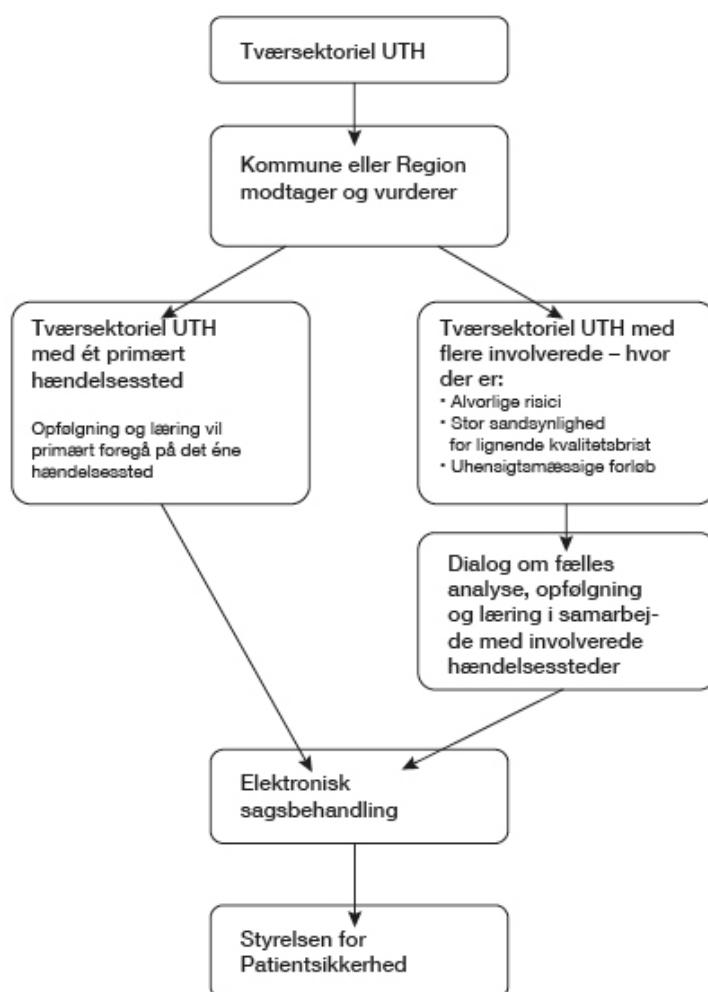 Tværsektoriel UTH
Kommune eller Region
modtager og vurderer
Tværsektoriel UTH
med ét primært
hændelsessted
Opfølgning og læring vil
primært foregå på det éne
hændelsessted
Tværsektoriel UTH med
flere involverede – hvor
der er:
• Alvorlige risici
• Stor sandsynlighed
for lignende kvalitetsbrist
• Uhensigtsmæssige forløb
Dialog om fælles
analyse, opfølgning
og læring i samarbej-
de med involverede
hændelsessteder
Elektronisk
sagsbehandling
Styrelsen for
Patientsikkerhed